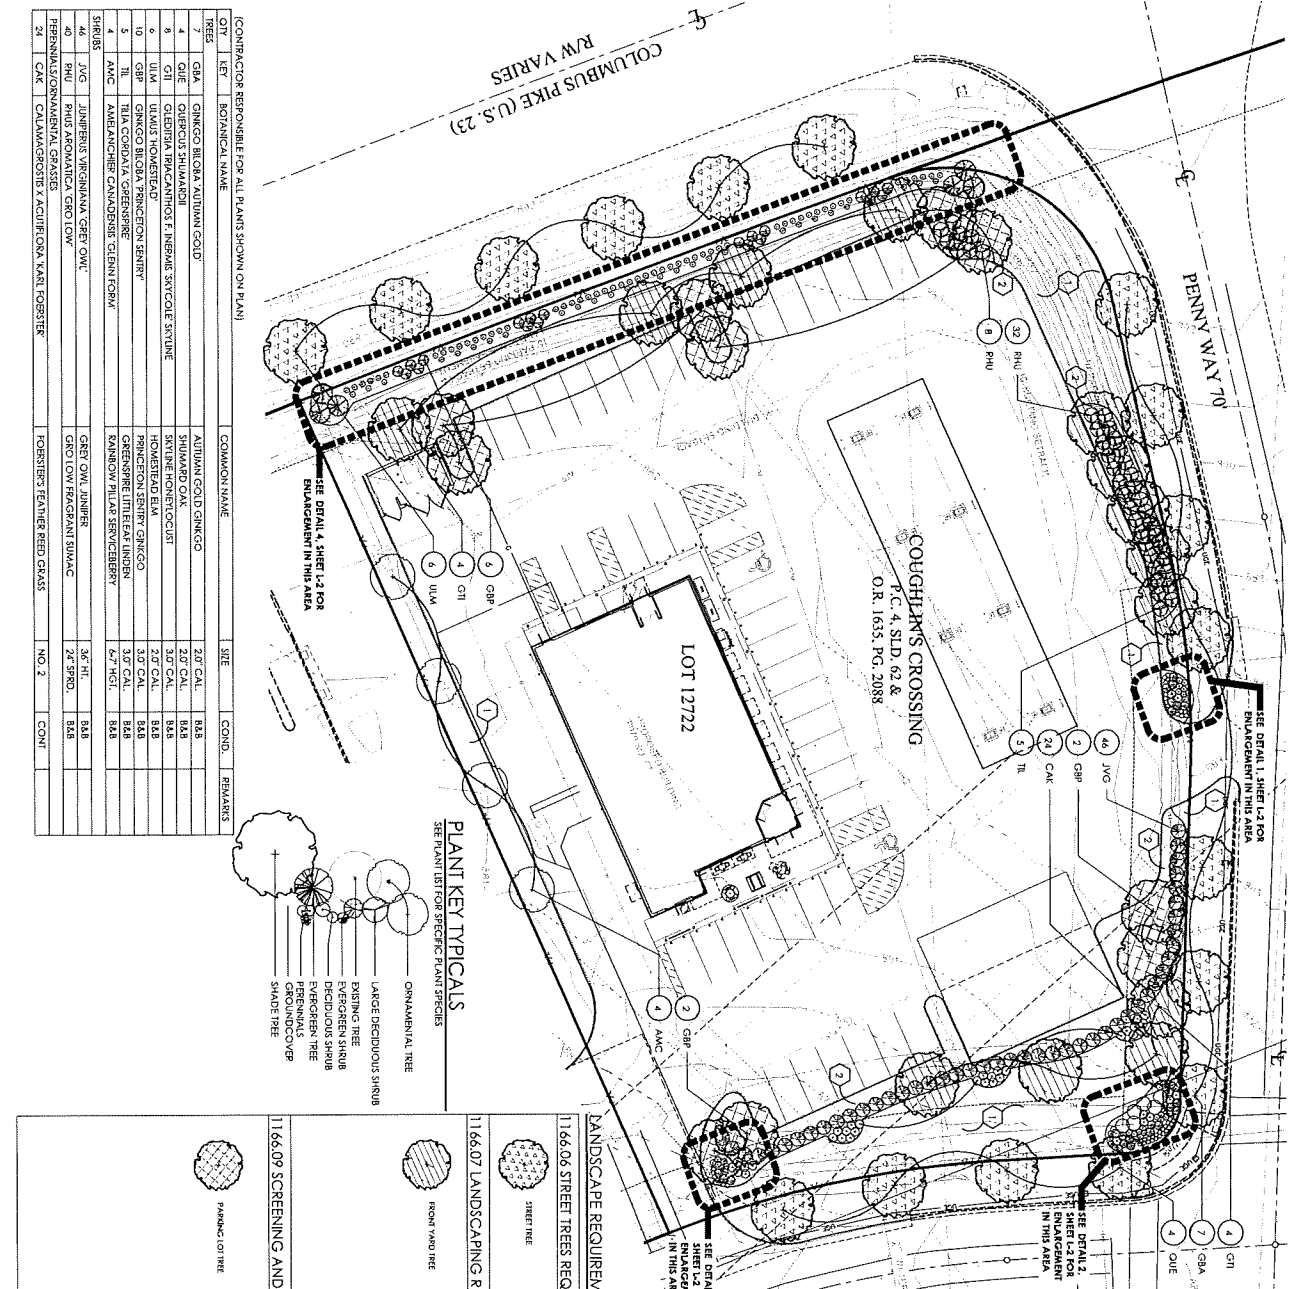 (CONTRACTOR RESPONSIBLE FOR ALL PLANTS SHOWN ON PLAN)
QTY KEY BOTANICAL NAME COMMON NAME SIZE COND. REMARKS
TREES
7 GBA GINKGO BILOBA 'AUTUMN GOLD' AUTUMN GOLD GINKGO 2.0" CAL. B&B
4 QUE QUERCUS SHUMARDII SHUMARD OAK 2.0" CAL. B&B
8 GTI GLEDITSIA TRIACANTHOS F. INERMIS 'SKYCOLE' SKYLINE SKYLINE HONEYLOCUST 3.0" CAL. B&B
6 ULM ULMUS 'HOMESTEAD' HOMESTEAD ELM 2.0" CAL. B&B
10 GBP GINKGO BILOBA 'PRINCETON SENTRY' PRINCETON SENTRY GINKGO 3.0" CAL. B&B
5 TIL TILIA CORDATA 'GREENSPIRE' GREENSPIRE LITTLELEAF LINDEN 3.0" CAL. B&B
4 AMC AMELANCHIER CANADENSIS 'GLENN FORM' RAINBOW PILLAR SERVICEBERRY 6-7' HGT. B&B
SHRUBS
46 JVG JUNIPERUS VIRGINIANA 'GREY OWL' GREY OWL JUNIPER 36" HT. B&B
40 RHU RHUS AROMATICA 'GRO LOW' GRO LOW FRAGRANT SUMAC 24" SPRD. B&B
PERENNIALS/ORNAMENTAL GRASSES
24 CAK CALAMAGROSTIS X ACUTIFLORA 'KARL FOERSTER' FOERSTER'S FEATHER REED GRASS NO. 2 CONT
COLUMBUS PIKE (U.S. 23)
R/W VARIES
PENNY WAY 70'
COUGHLIN'S CROSSING
P.C. 4, SLD. 62 &
O.R. 1635, PG. 2088
LOT 12722
SEE DETAIL 4, SHEET L-2 FOR
ENLARGEMENT IN THIS AREA
SEE DETAIL 1, SHEET L-2 FOR
ENLARGEMENT IN THIS AREA
SEE DETAIL 2,
SHEET L-2 FOR
ENLARGEMENT
IN THIS AREA
SEE DETA
SHEET L-2
ENLARGE
IN THIS AR
32 RHU
8 RHU
6 GBP
4 GTI
6 ULM
46 JVG
2 GBP
24 CAK
5 TIL
2 GBP
4 AMC
4 GTI
7 GBA
4 QUE
PLANT KEY TYPICALS
SEE PLANT LIST FOR SPECIFIC PLANT SPECIES
ORNAMENTAL TREE
LARGE DECIDUOUS SHRUB
EXISTING TREE
EVERGREEN SHRUB
DECIDUOUS SHRUB
EVERGREEN TREE
PERENNIALS
GROUNDCOVER
SHADE TREE
LANDSCAPE REQUIREM
1166.06 STREET TREES REQ
STREET TREE
1166.07 LANDSCAPING R
FRONT YARD TREE
1166.09 SCREENING AND
PARKING LOT TREE